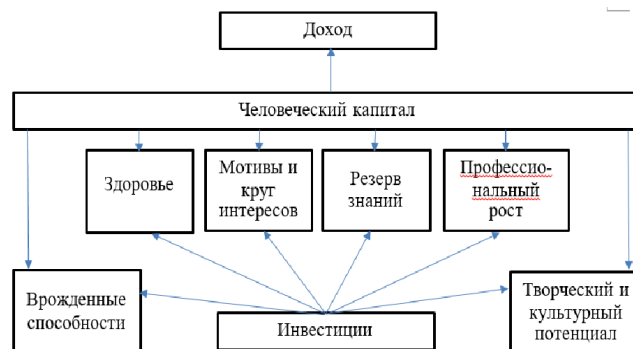 Доход
Человеческий капитал
Здоровье
Мотивы и
круг
интересов
Резерв
знаний
Профессио-
нальный
рост
Врожденные
способности
Инвестиции
Творческий и
культурный
потенциал